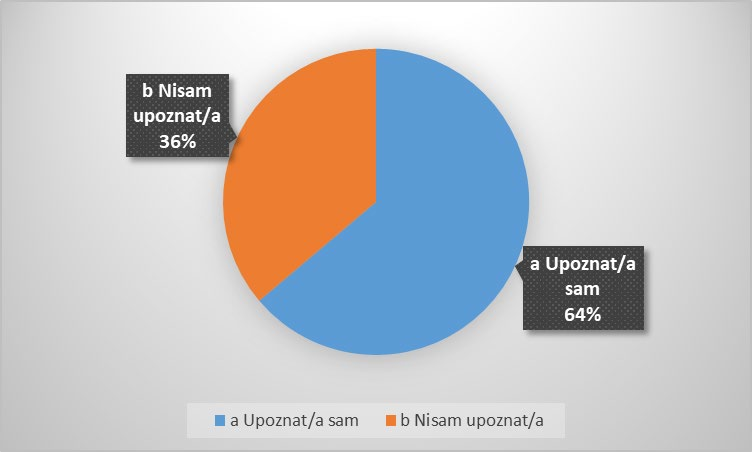 b Nisam
upoznat/a
36%
a Upoznat/a
sam
64%
a Upoznat/a sam
b Nisam upoznat/a